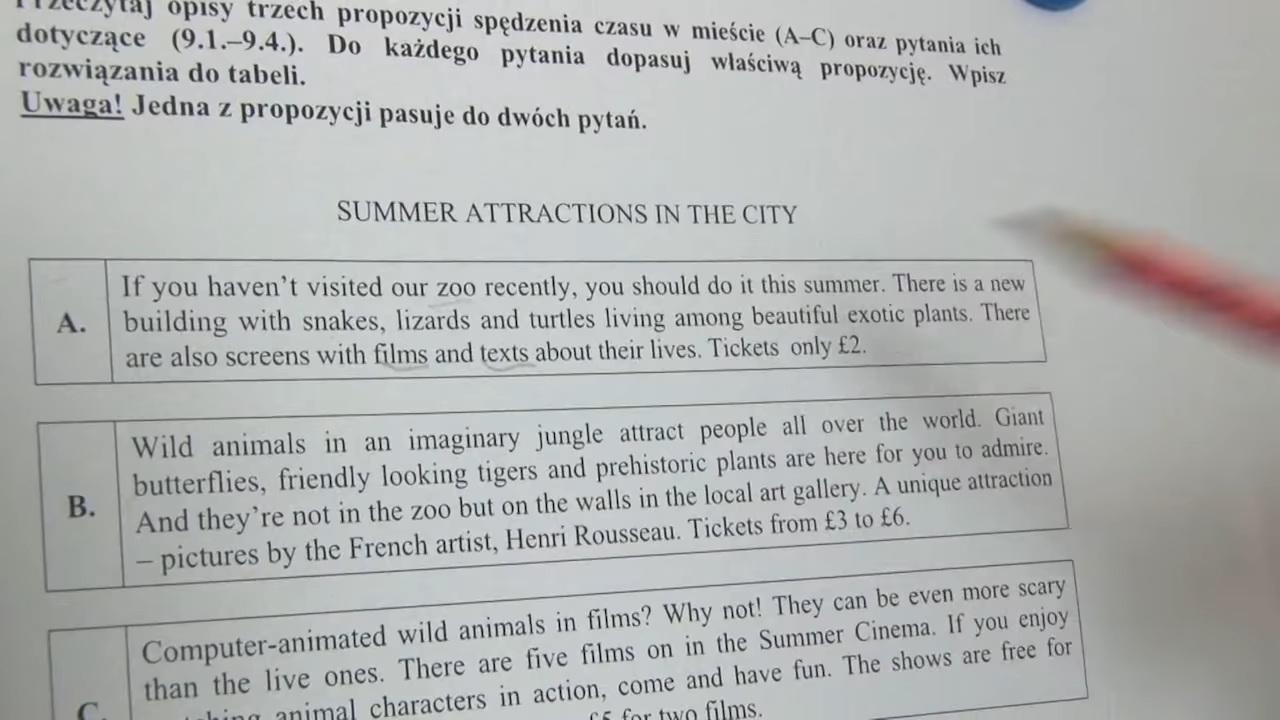 Przeczytaj opisy trzech propozycji spędzenia czasu w mieście (A–C) oraz pytania ich
dotyczące (9.1.–9.4.). Do każdego pytania dopasuj właściwą propozycję. Wpisz
rozwiązania do tabeli.
Uwaga! Jedna z propozycji pasuje do dwóch pytań.
SUMMER ATTRACTIONS IN THE CITY
A.
If you haven't visited our zoo recently, you should do it this summer. There is a new
building with snakes, lizards and turtles living among beautiful exotic plants. There
are also screens with films and texts about their lives. Tickets only £2.
B.
Wild animals in an imaginary jungle attract people all over the world. Giant
butterflies, friendly looking tigers and prehistoric plants are here for you to admire.
And they're not in the zoo but on the walls in the local art gallery. A unique attraction
– pictures by the French artist, Henri Rousseau. Tickets from £3 to £6.
C.
Computer-animated wild animals in films? Why not! They can be even more scary
than the live ones. There are five films on in the Summer Cinema. If you enjoy
animal characters in action, come and have fun. The shows are free for
£5 for two films.